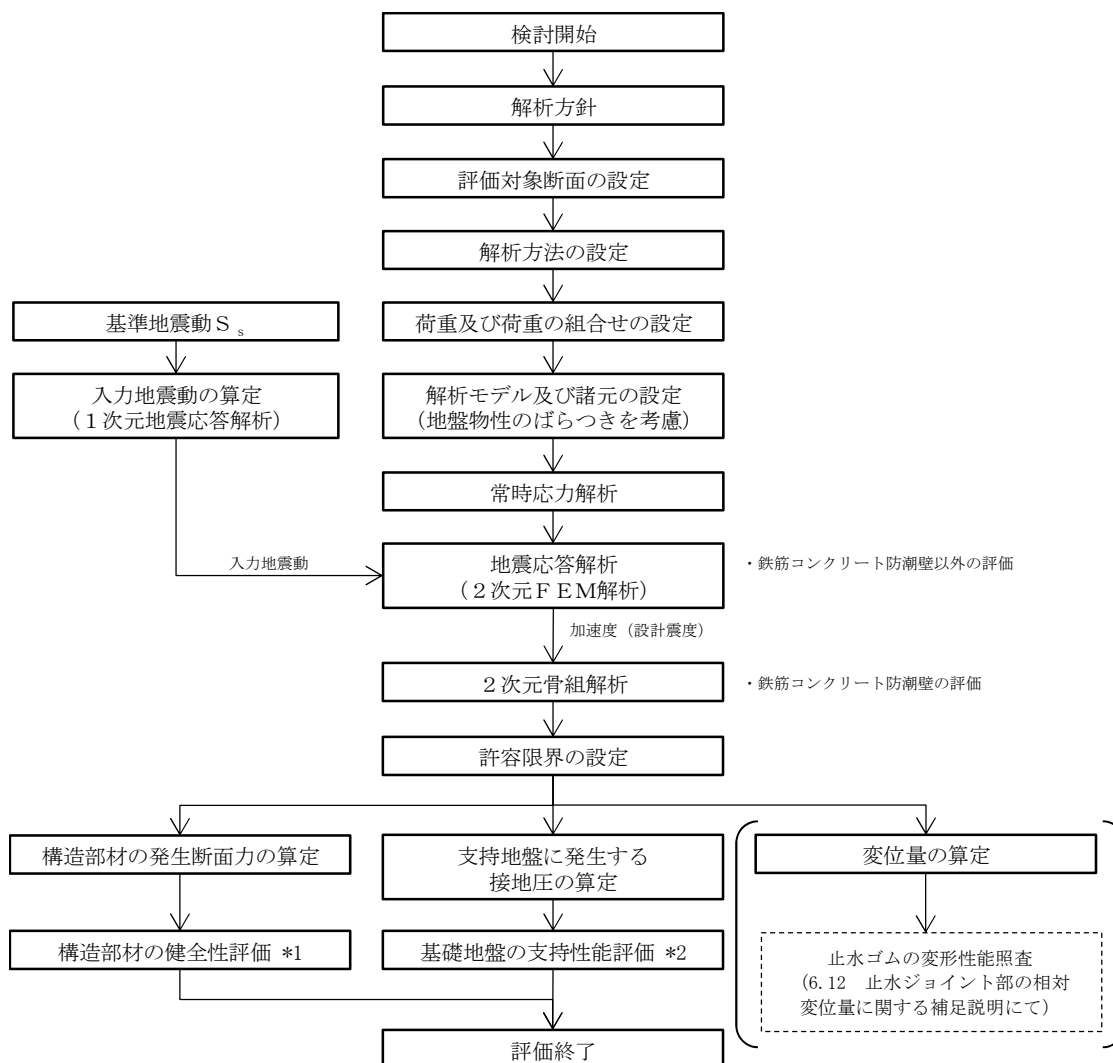 検討開始
解析方針
評価対象断面の設定
解析方法の設定
基準地震動Ｓｓ
荷重及び荷重の組合せの設定
入力地震動の算定
（１次元地震応答解析）
解析モデル及び諸元の設定
（地盤物性のばらつきを考慮）
常時応力解析
入力地震動
地震応答解析
（２次元ＦＥＭ解析）
・鉄筋コンクリート防潮壁以外の評価
加速度（設計震度）
２次元骨組解析
・鉄筋コンクリート防潮壁の評価
許容限界の設定
構造部材の発生断面力の算定
支持地盤に発生する
接地圧の算定
変位量の算定
構造部材の健全性評価 *1
基礎地盤の支持性能評価 *2
止水ゴムの変形性能照査
（6.12　止水ジョイント部の相対
変位量に関する補足説明にて）
評価終了